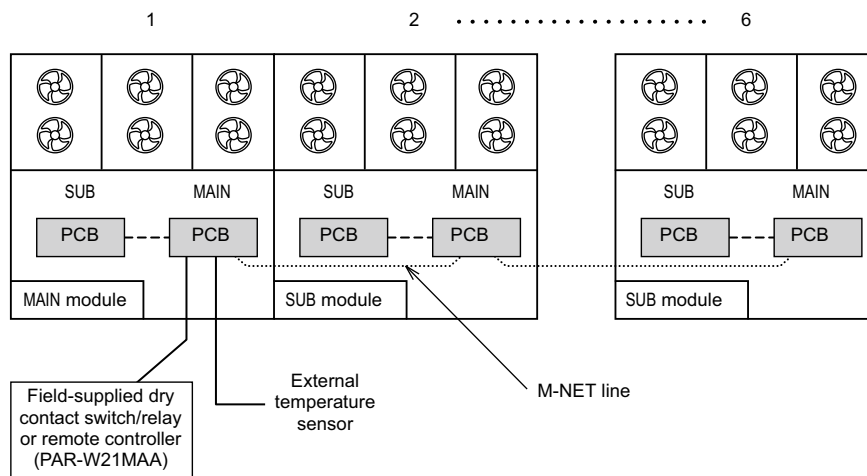 1
2 . . . . . . . . . . . . . . . . . . . . . . . 6
SUB MAIN SUB MAIN SUB MAIN
PCB PCB PCB PCB PCB PCB
MAIN module SUB module SUB module
Field-supplied dry
contact switch/relay
or remote controller
(PAR-W21MAA)
External
temperature
sensor
M-NET line